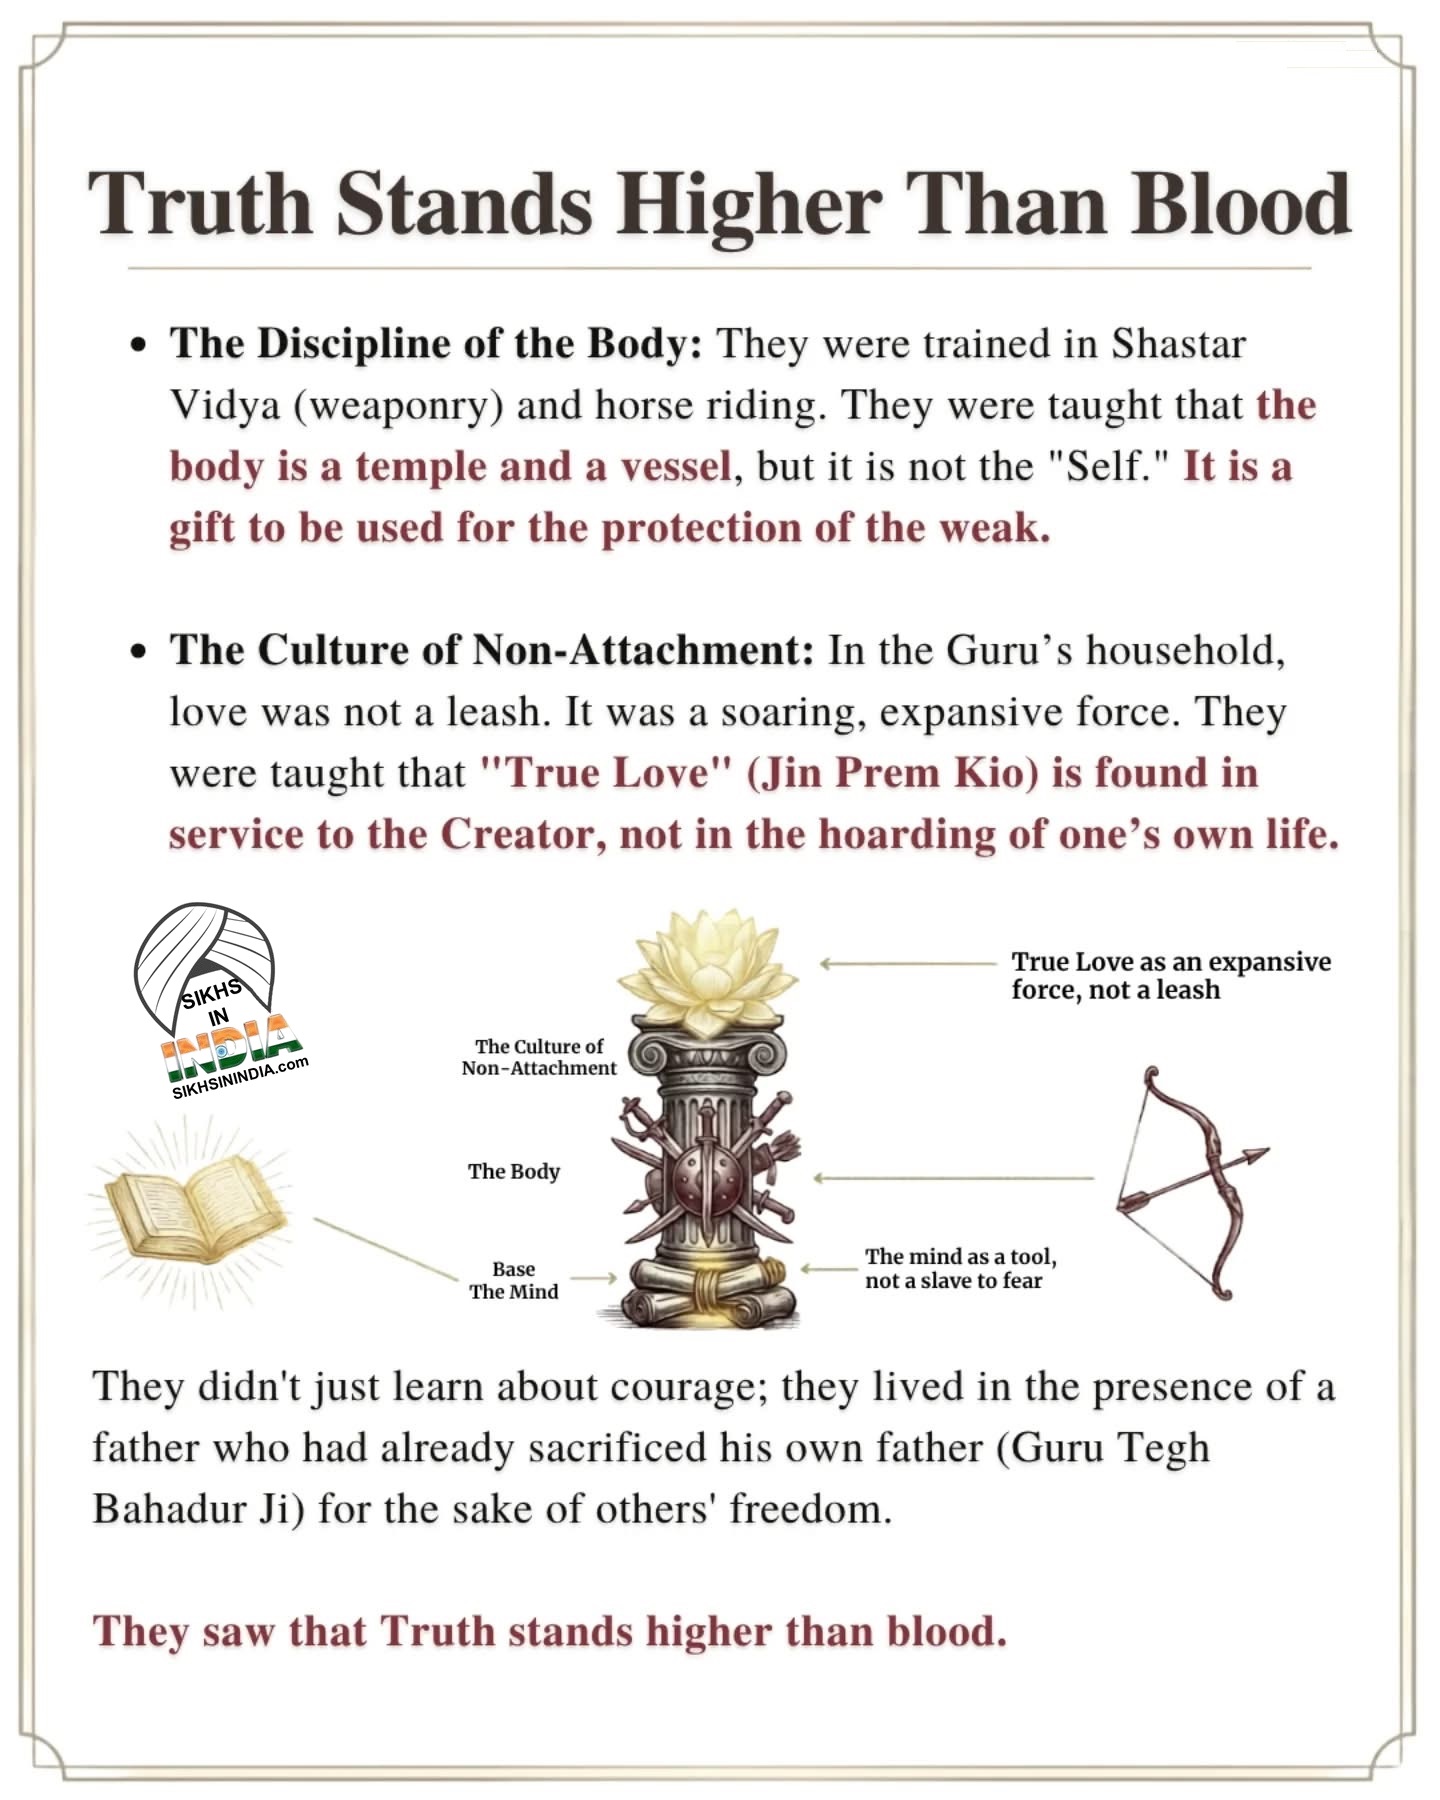 Truth Stands Higher Than Blood
• The Discipline of the Body: They were trained in Shastar
Vidya (weaponry) and horse riding. They were taught that the
body is a temple and a vessel, but it is not the "Self." It is a
gift to be used for the protection of the weak.
• The Culture of Non-Attachment: In the Guru’s household,
love was not a leash. It was a soaring, expansive force. They
were taught that "True Love" (Jin Prem Kio) is found in
service to the Creator, not in the hoarding of one’s own life.
SIKHS
IN
INDIA
SIKHSININDIA.com
True Love as an expansive
force, not a leash
The Culture of
Non-Attachment
The Body
Base
The Mind
The mind as a tool,
not a slave to fear
They didn't just learn about courage; they lived in the presence of a
father who had already sacrificed his own father (Guru Tegh
Bahadur Ji) for the sake of others' freedom.
They saw that Truth stands higher than blood.